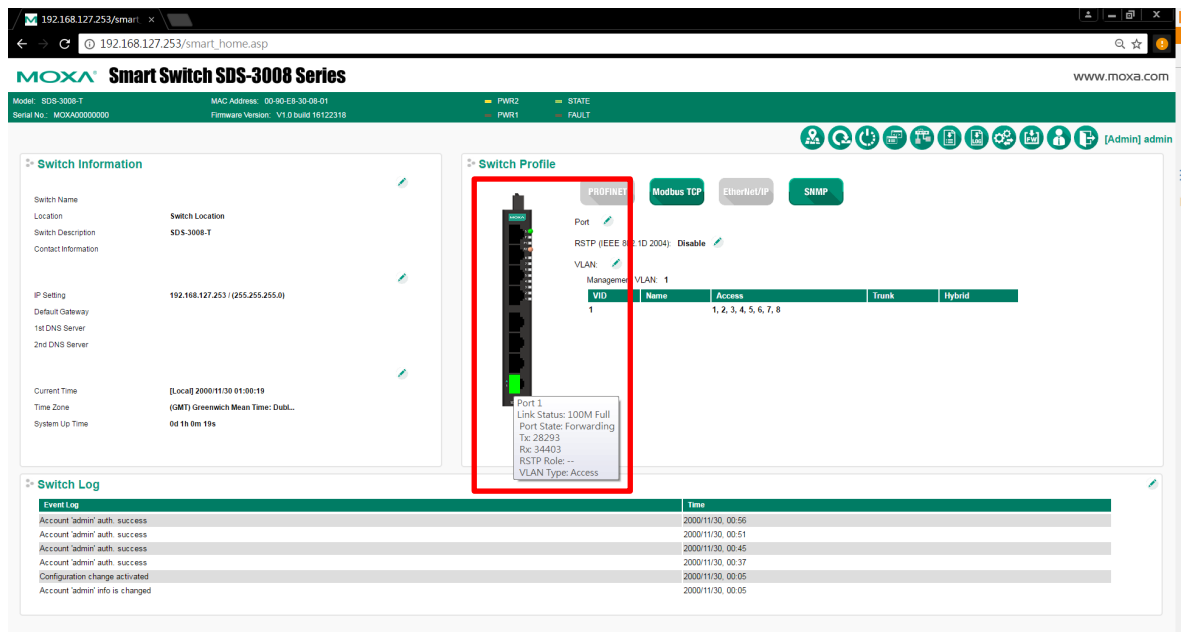 192.168.127.253/smart
192.168.127.253/smart_home.asp
MOXA Smart Switch SDS-3008 Series
www.moxa.com
Model: SDS-3008-T MAC Address: 00-90-E8-30-08-01 PWR2 STATE
Serial No.: MOXA00000000 Firmware Version: V1.0 build 16122318 PWR1 FAULT
LOG FW [Admin] admin
Switch Information
Switch Name
Location Switch Location
Switch Description SDS-3008-T
Contact Information
IP Setting 192.168.127.253 / (255.255.255.0)
Default Gateway
1st DNS Server
2nd DNS Server
Current Time [Local] 2000/11/30 01:00:19
Time Zone (GMT) Greenwich Mean Time: Dubl...
System Up Time 0d 1h 0m 19s
Switch Profile
MOXA
PROFINET Modbus TCP EtherNet/IP SNMP
Port
RSTP (IEEE 802.1D 2004): Disable
VLAN:
Management VLAN: 1
VID Name Access Trunk Hybrid
1 1, 2, 3, 4, 5, 6, 7, 8
Port 1
Link Status: 100M Full
Port State: Forwarding
Tx: 28293
Rx: 34403
RSTP Role: --
VLAN Type: Access
Switch Log
Event Log Time
Account 'admin' auth. success 2000/11/30, 00:56
Account 'admin' auth. success 2000/11/30, 00:51
Account 'admin' auth. success 2000/11/30, 00:45
Account 'admin' auth. success 2000/11/30, 00:37
Configuration change activated 2000/11/30, 00:05
Account 'admin' info is changed 2000/11/30, 00:05